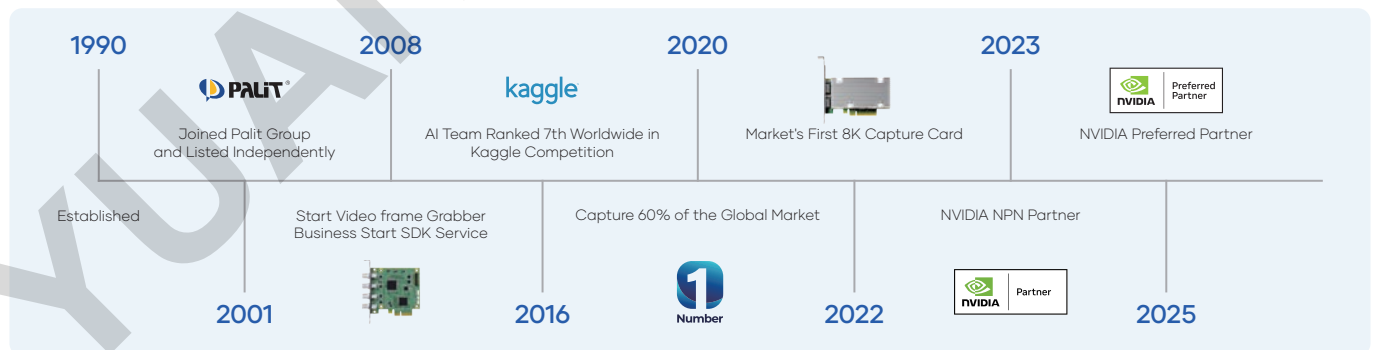 1990
2008
2020
2023
PALiT
kaggle
NVIDIA
Preferred
Partner
Joined Palit Group
and Listed Independently
AI Team Ranked 7th Worldwide in
Kaggle Competition
Market's First 8K Capture Card
NVIDIA Preferred Partner
Established
Start Video frame Grabber
Business Start SDK Service
Capture 60% of the Global Market
NVIDIA NPN Partner
1
Number
NVIDIA
Partner
2001
2016
2022
2025
YUAN